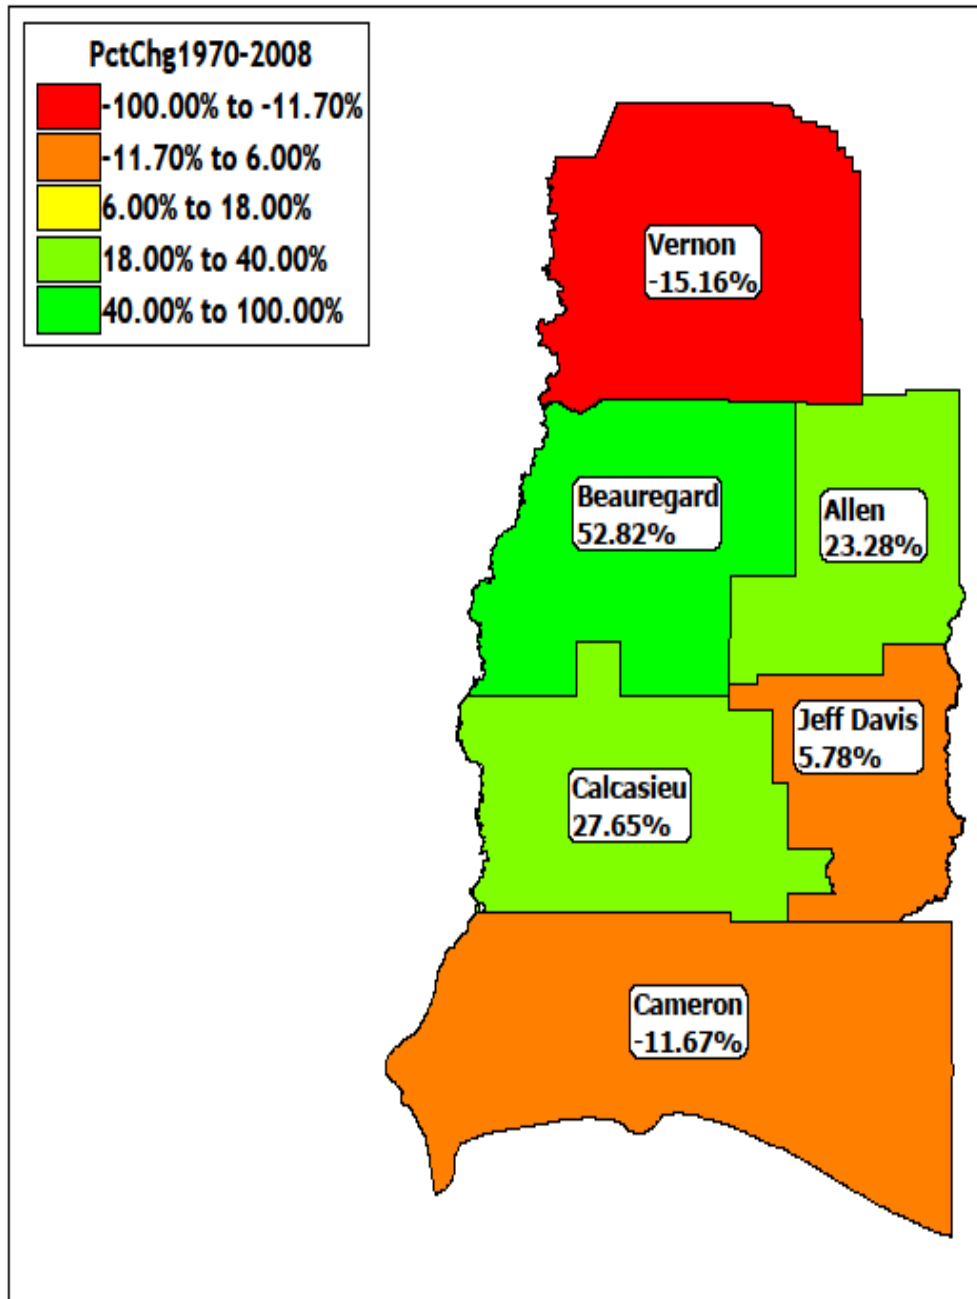 PctChg1970-2008
-100.00% to -11.70%
-11.70% to 6.00%
6.00% to 18.00%
18.00% to 40.00%
40.00% to 100.00%
Vernon
-15.16%
Beauregard
52.82%
Allen
23.28%
Jeff Davis
5.78%
Calcasieu
27.65%
Cameron
-11.67%